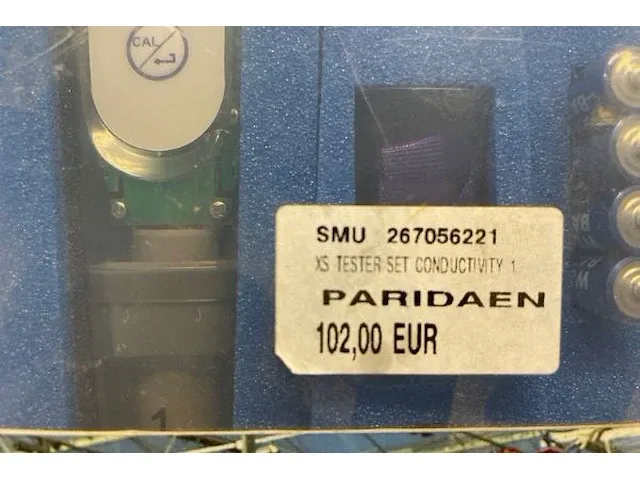 CAL
SMU 267056221
XS TESTER SET CONDUCTIVITY 1
PARIDAEN
102,00 EUR
1